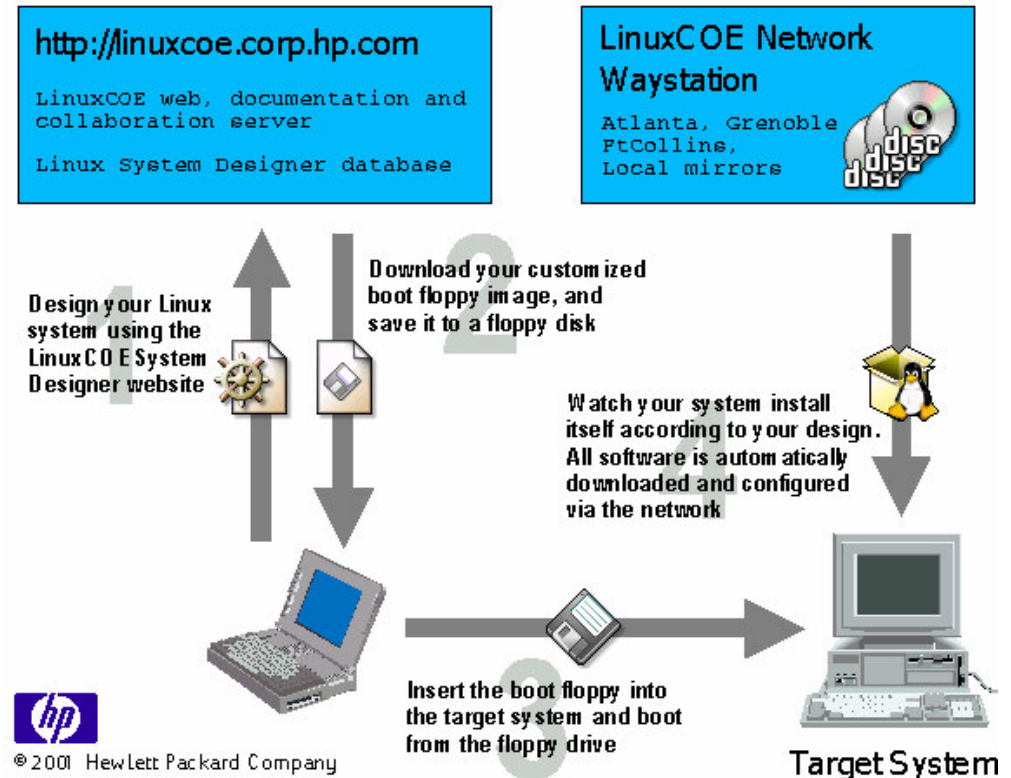 http://linuxcoe.corp.hp.com
LinuxCOE web, documentation and
collaboration server
Linux System Designer database
LinuxCOE Network
Waystation
Atlanta, Grenoble
FtCollins,
Local mirrors
disc
disc
disc
1
Design your Linux
system using the
LinuxCOE System
Designer website
2
Download your customized
boot floppy image, and
save it to a floppy disk
4
Watch your system install
itself according to your design.
All software is automatically
downloaded and configured
via the network
3
Insert the boot floppy into
the target system and boot
from the floppy drive
hp
© 2001 Hewlett Packard Company
Target System